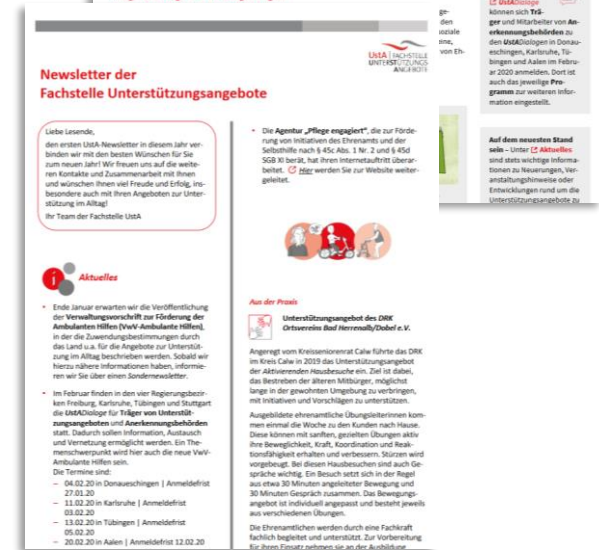 UstA | FACHSTELLE
UNTERSTÜTZUNGS
ANGEBOTE
Newsletter der
Fachstelle Unterstützungsangebote
Liebe Lesende,
den ersten UstA-Newsletter in diesem Jahr ver-
binden wir mit den besten Wünschen für Sie
zum neuen Jahr! Wir freuen uns auf die weite-
ren Kontakte und Zusammenarbeit mit Ihnen
und wünschen Ihnen viel Freude und Erfolg, ins-
besondere auch mit Ihren Angeboten zur Unter-
stützung im Alltag!
Ihr Team der Fachstelle UstA
Aktuelles
• Ende Januar erwarten wir die Veröffentlichung
der Verwaltungsvorschrift zur Förderung der
Ambulanten Hilfen (VwV-Ambulante Hilfen),
in der die Zuwendungsbestimmungen durch
das Land u.a. für die Angebote zur Unterstüt-
zung im Alltag beschrieben werden. Sobald wir
hierzu nähere Informationen haben, informie-
ren wir Sie über einen Sondernewsletter.
• Im Februar finden in den vier Regierungsbezir-
ken Freiburg, Karlsruhe, Tübingen und Stuttgart
die UstADialoge für Träger von Unterstüt-
zungsangeboten und Anerkennungsbehörden
statt. Dadurch sollen Information, Austausch
und Vernetzung ermöglicht werden. Ein The-
menschwerpunkt wird hier auch die neue VwV-
Ambulante Hilfen sein.
Die Termine sind:
– 04.02.20 in Donaueschingen | Anmeldefrist
27.01.20
– 11.02.20 in Karlsruhe | Anmeldefrist
03.02.20
– 13.02.20 in Tübingen | Anmeldefrist
05.02.20
– 20.02.20 in Aalen | Anmeldefrist 12.02.20
• Die Agentur „Pflege engagiert“, die zur Förde-
rung von Initiativen des Ehrenamts und der
Selbsthilfe nach § 45c Abs. 1 Nr. 2 und § 45d
SGB XI berät, hat ihren Internetauftritt überar-
beitet. Hier werden Sie zur Website weiter-
geleitet.
Aus der Praxis
Unterstützungsangebot des DRK
Ortsvereins Bad Herrenalb/Dobel e.V.
Angeregt vom Kreisseniorenrat Calw führte das DRK
im Kreis Calw in 2019 das Unterstützungsangebot
der Aktivierenden Hausbesuche ein. Ziel ist dabei,
das Bestreben der älteren Mitbürger, möglichst
lange in der gewohnten Umgebung zu verbringen,
mit Initiativen und Vorschlägen zu unterstützen.
Ausgebildete ehrenamtliche Übungsleiterinnen kom-
men einmal die Woche zu den Kunden nach Hause.
Diese können mit sanften, gezielten Übungen aktiv
ihre Beweglichkeit, Kraft, Koordination und Reak-
tionsfähigkeit erhalten und verbessern. Stürzen wird
vorgebeugt. Bei diesen Hausbesuchen sind auch Ge-
spräche wichtig. Ein Besuch setzt sich in der Regel
aus etwa 30 Minuten angeleiteter Bewegung und
30 Minuten Gespräch zusammen. Das Bewegungs-
angebot ist individuell angepasst und besteht jeweils
aus verschiedenen Übungen.
Die Ehrenamtlichen werden durch eine Fachkraft
fachlich begleitet und unterstützt. Zur Vorbereitung
für ihren Einsatz nehmen sie an der Ausbildung
UstADialoge
können sich Trä-
ger und Mitarbeiter von An-
erkennungsbehörden zu
den UstADialogen in Donau-
eschingen, Karlsruhe, Tü-
bingen und Aalen im Febru-
ar 2020 anmelden. Dort ist
auch das jeweilige Pro-
gramm zur weiteren Infor-
mation eingestellt.
Auf dem neuesten Stand
sein – Unter Aktuelles
sind stets wichtige Informa-
tionen zu Neuerungen, Ver-
anstaltungshinweise oder
Entwicklungen rund um die
Unterstützungsangebote zu